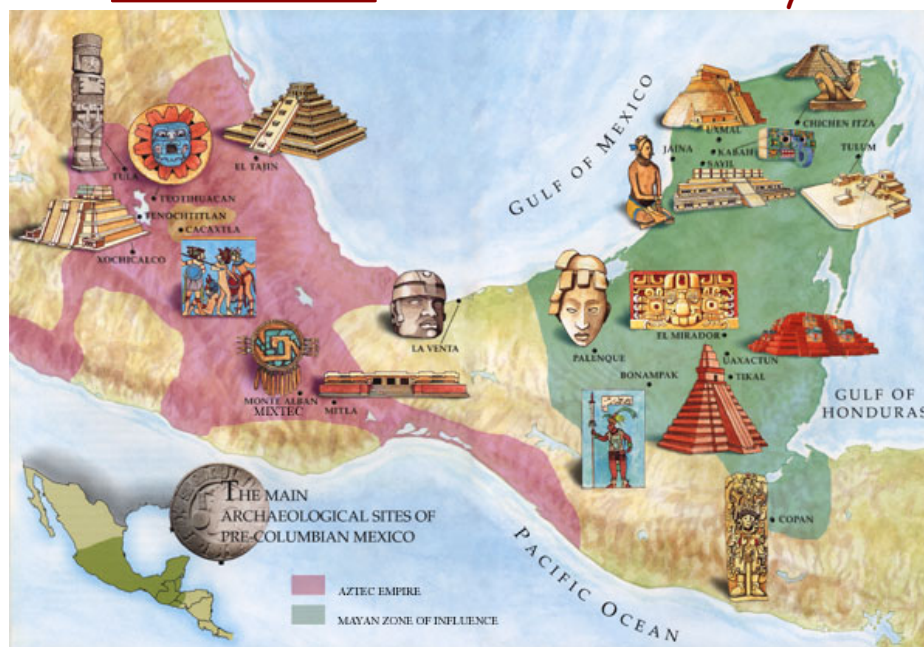 GULF OF MEXICO
UXMAL
CHICHEN ITZA
JAINA
KABAH
SAYIL
TULUM
EL TAJIN
TULA
TEOTIHUACAN
TENOCHTITLAN
CACAXTLA
XOCHICALCO
LA VENTA
PALENQUE
EL MIRADOR
UAXACTUN
TIKAL
BONAMPAK
GULF OF
HONDURAS
MONTE ALBAN
MIXTEC
MITLA
COPAN
THE MAIN
ARCHAEOLOGICAL SITES OF
PRE-COLUMBIAN MEXICO
PACIFIC OCEAN
AZTEC EMPIRE
MAYAN ZONE OF INFLUENCE